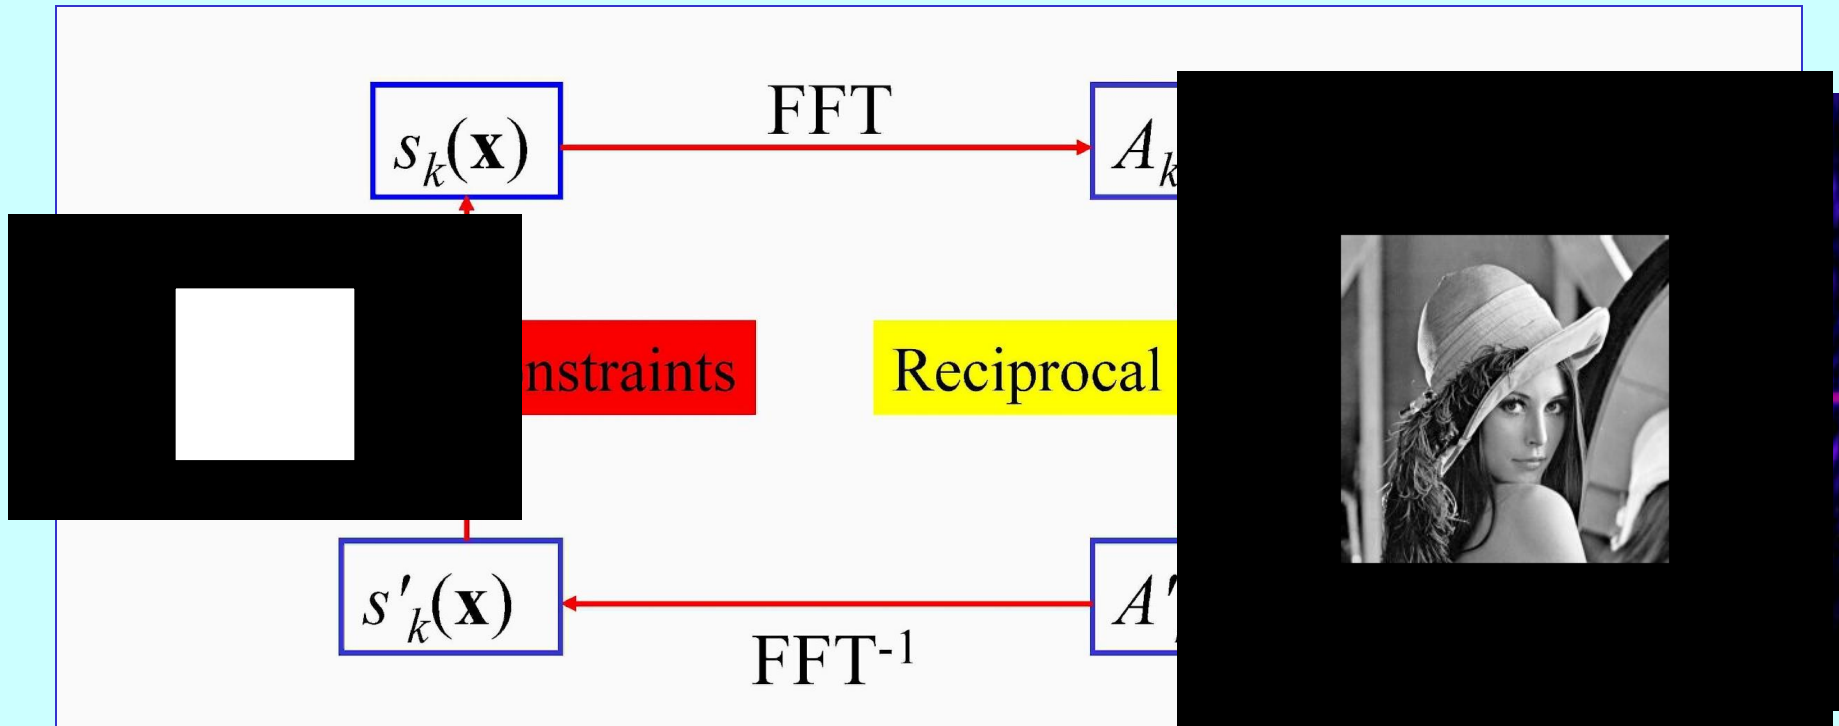 FFT
sₖ(x)
Aₖ
nstraints
Reciprocal
s′ₖ(x)
A′
FFT⁻¹